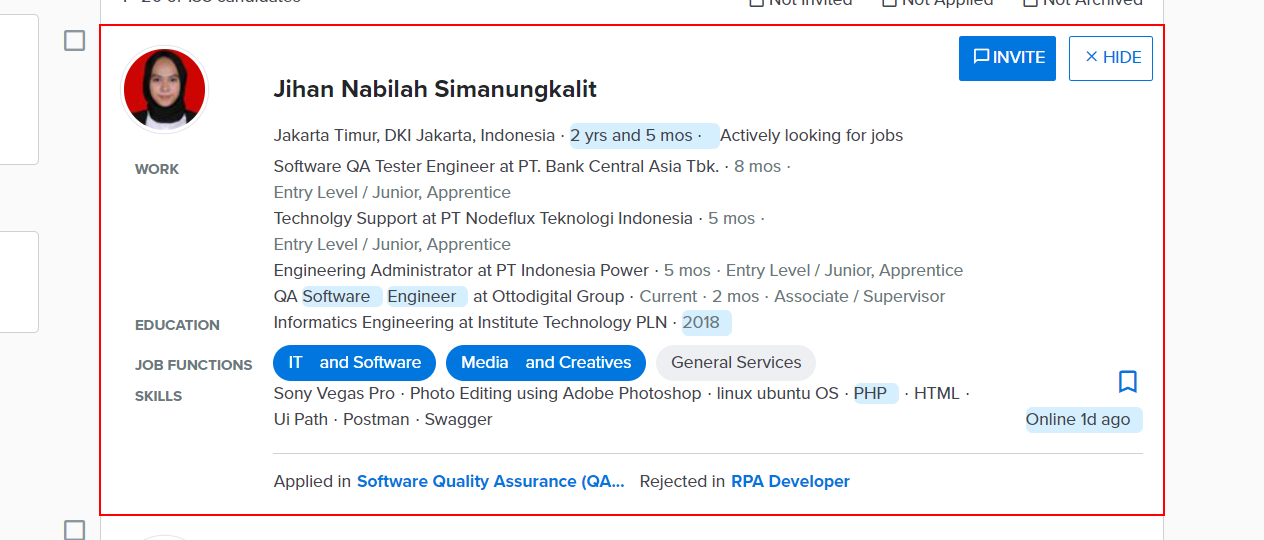 Not Invited Not Applied Not Archived
INVITE
HIDE
Jihan Nabilah Simanungkalit
Jakarta Timur, DKI Jakarta, Indonesia · 2 yrs and 5 mos · Actively looking for jobs
WORK
Software QA Tester Engineer at PT. Bank Central Asia Tbk. · 8 mos ·
Entry Level / Junior, Apprentice
Technolgy Support at PT Nodeflux Teknologi Indonesia · 5 mos ·
Entry Level / Junior, Apprentice
Engineering Administrator at PT Indonesia Power · 5 mos · Entry Level / Junior, Apprentice
QA Software Engineer at Ottodigital Group · Current · 2 mos · Associate / Supervisor
EDUCATION
Informatics Engineering at Institute Technology PLN · 2018
JOB FUNCTIONS
IT and Software Media and Creatives General Services
SKILLS
Sony Vegas Pro · Photo Editing using Adobe Photoshop · linux ubuntu OS · PHP · HTML ·
Ui Path · Postman · Swagger
Online 1d ago
Applied in Software Quality Assurance (QA... Rejected in RPA Developer